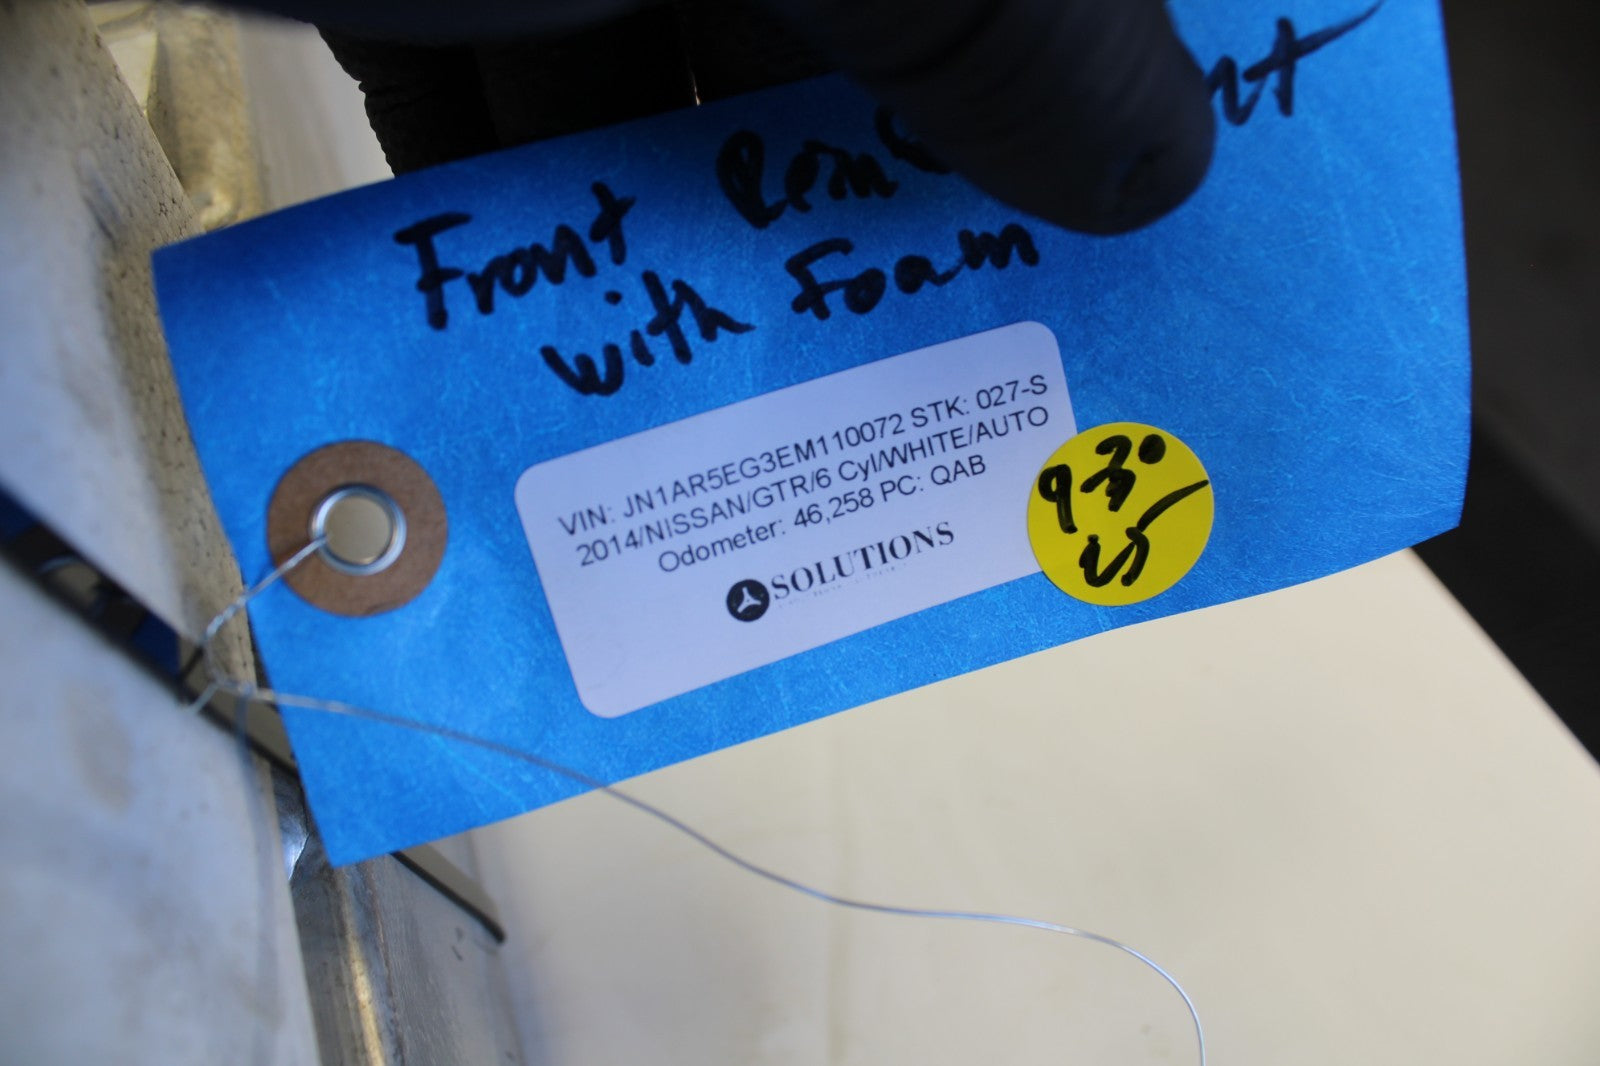 Front
with Foam
VIN: JN1AR5EG3EM110072 STK: 027-S
2014/NISSAN/GTR/6 Cyl/WHITE/AUTO
Odometer: 46,258 PC: QAB
SOLUTIONS